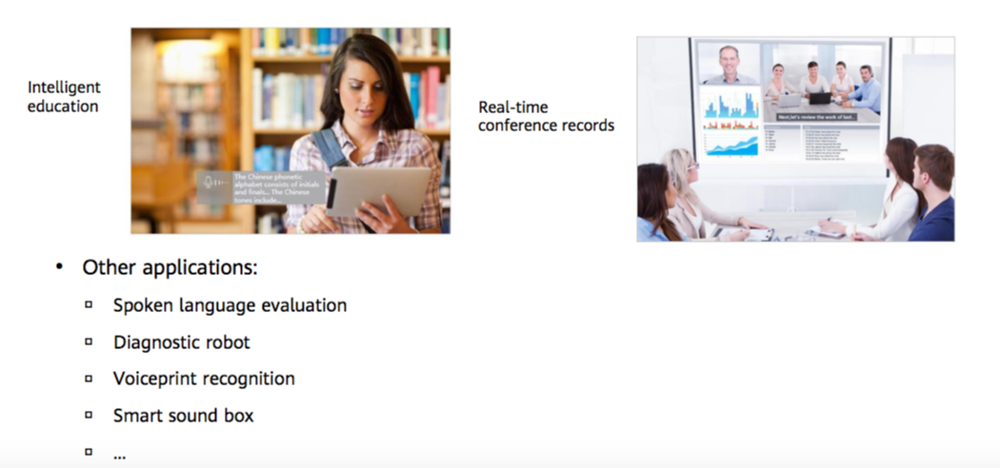 Intelligent
education
The Chinese phonetic
alphabet consists of initials
and finals... The Chinese
tones include...
Real-time
conference records
Next,let's review the work of last...
• Other applications:
▫ Spoken language evaluation
▫ Diagnostic robot
▫ Voiceprint recognition
▫ Smart sound box
▫ ...